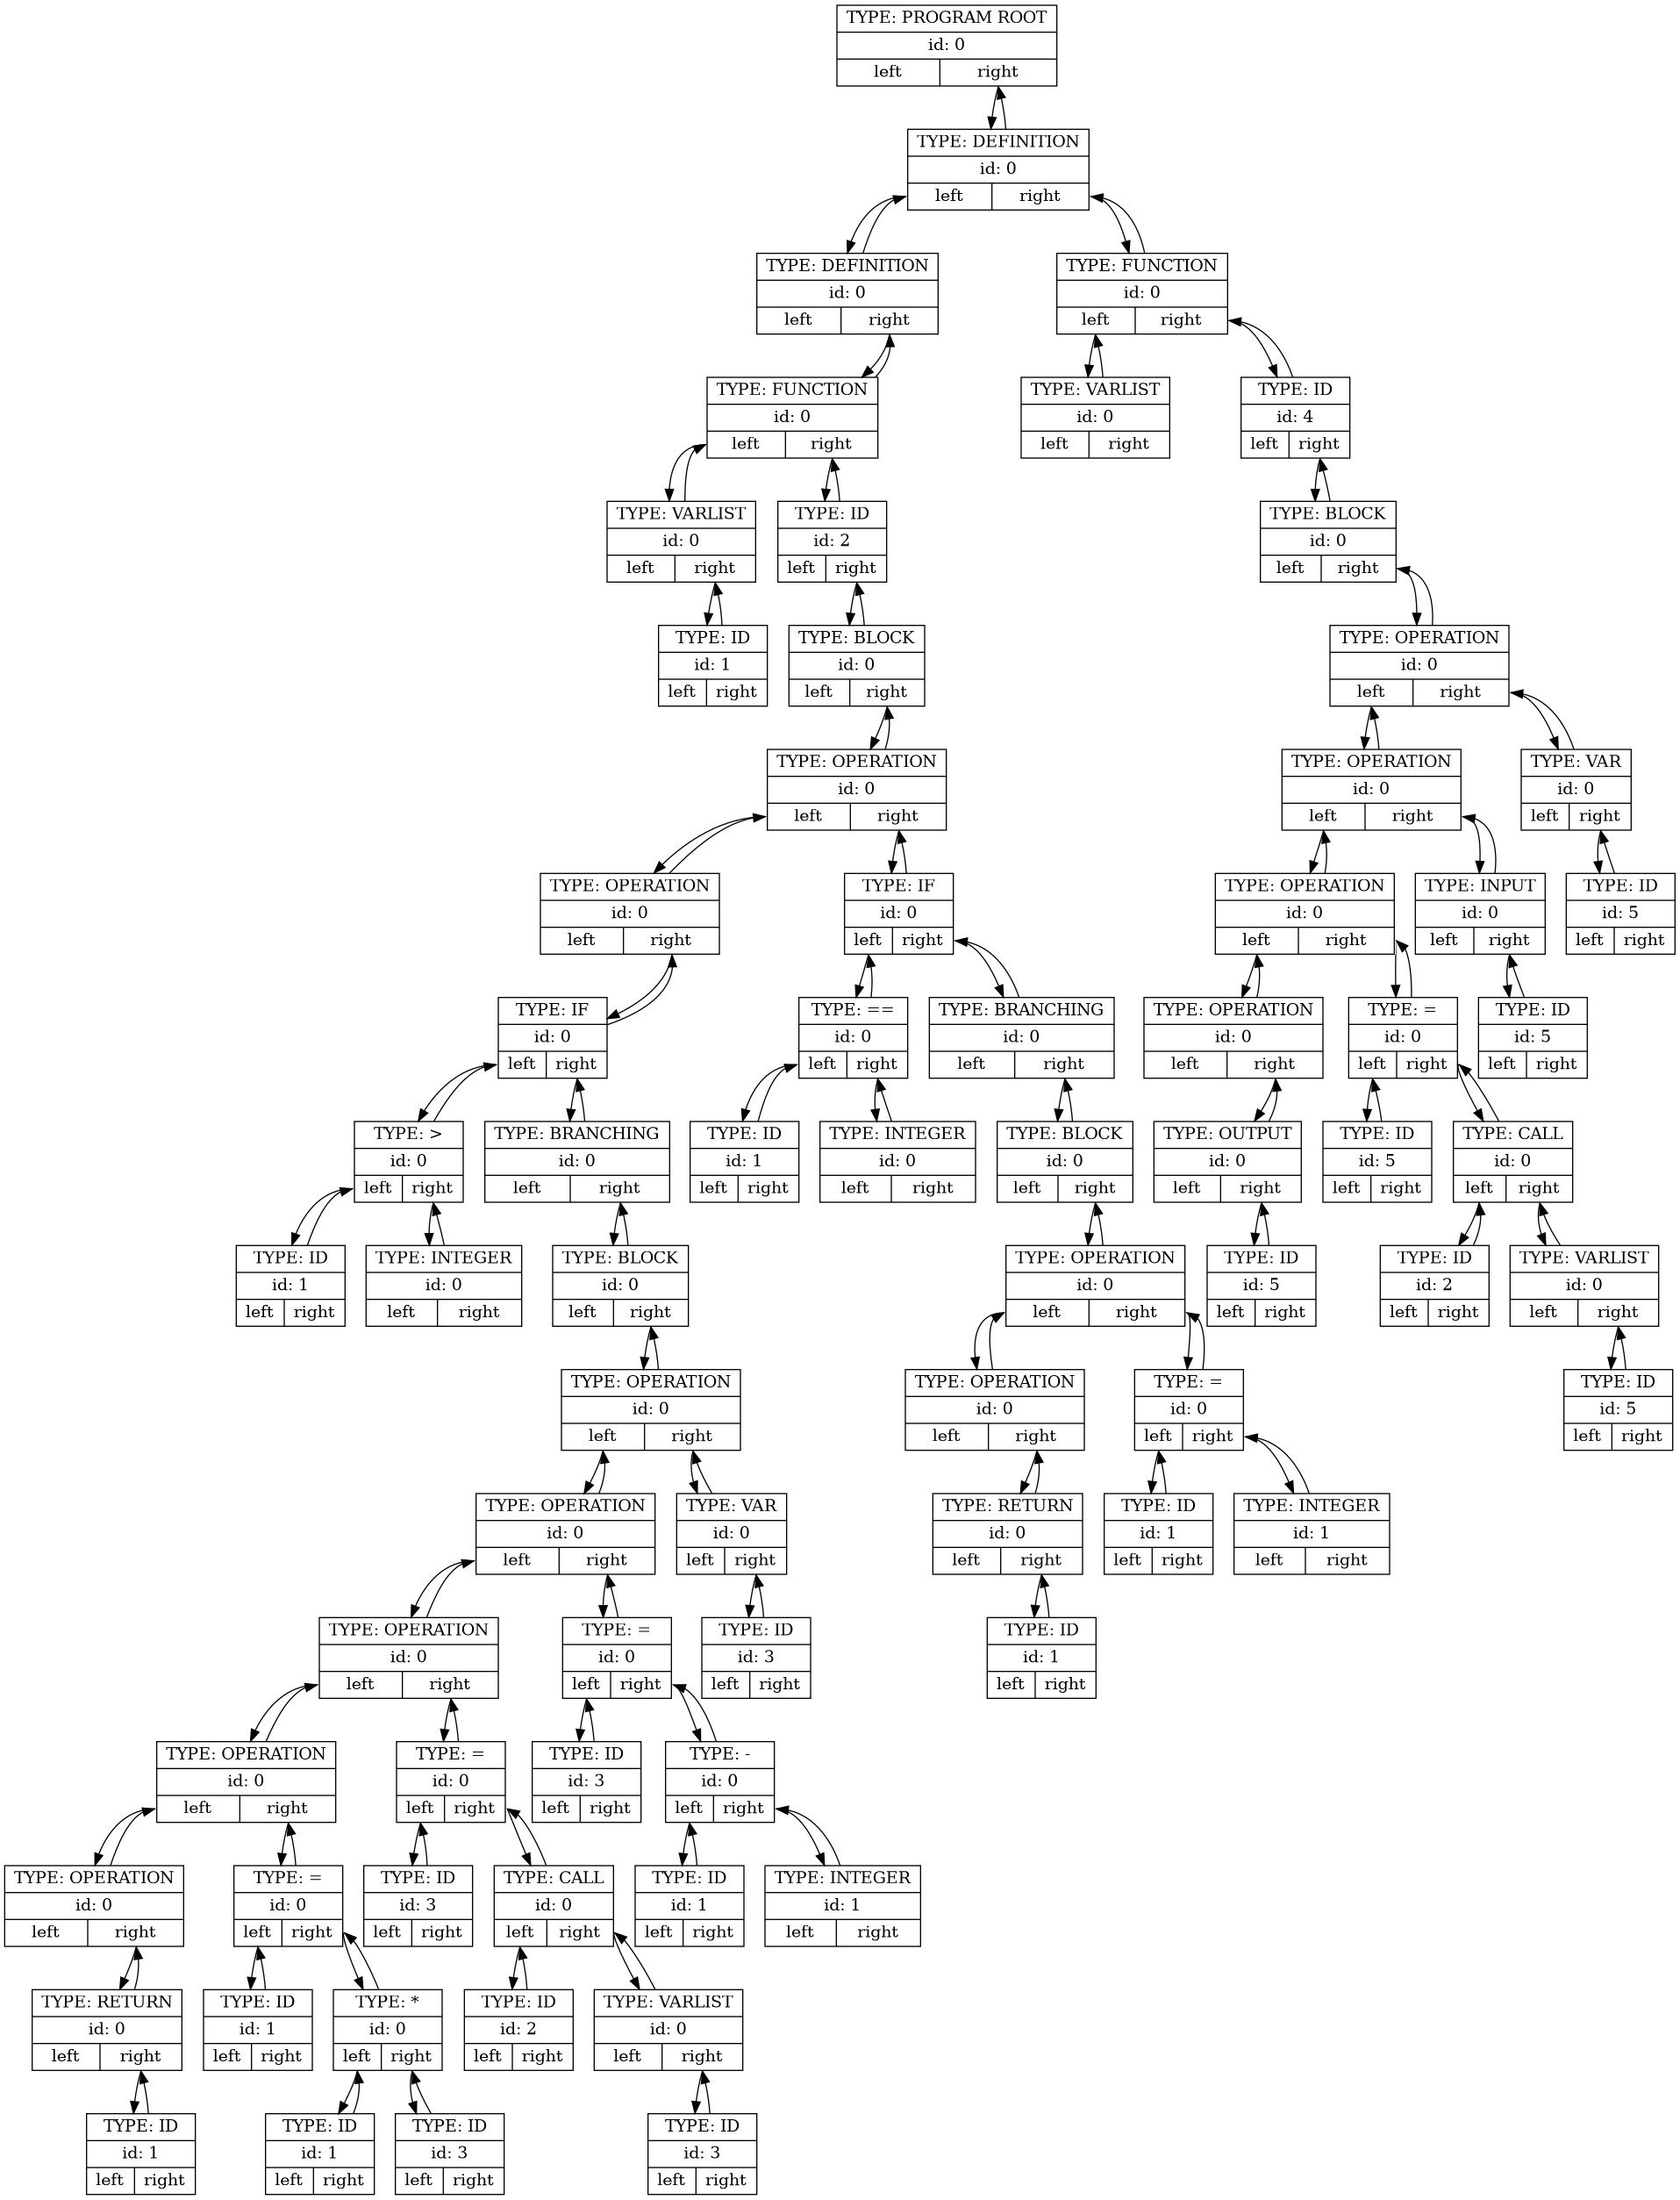 TYPE: PROGRAM ROOT
id: 0
left right
TYPE: DEFINITION
id: 0
left right
TYPE: DEFINITION
id: 0
left right
TYPE: FUNCTION
id: 0
left right
TYPE: FUNCTION
id: 0
left right
TYPE: VARLIST
id: 0
left right
TYPE: ID
id: 4
left right
TYPE: VARLIST
id: 0
left right
TYPE: ID
id: 2
left right
TYPE: BLOCK
id: 0
left right
TYPE: ID
id: 1
left right
TYPE: BLOCK
id: 0
left right
TYPE: OPERATION
id: 0
left right
TYPE: OPERATION
id: 0
left right
TYPE: OPERATION
id: 0
left right
TYPE: VAR
id: 0
left right
TYPE: OPERATION
id: 0
left right
TYPE: IF
id: 0
left right
TYPE: OPERATION
id: 0
left right
TYPE: INPUT
id: 0
left right
TYPE: ID
id: 5
left right
TYPE: IF
id: 0
left right
TYPE: ==
id: 0
left right
TYPE: BRANCHING
id: 0
left right
TYPE: OPERATION
id: 0
left right
TYPE: =
id: 0
left right
TYPE: ID
id: 5
left right
TYPE: >
id: 0
left right
TYPE: BRANCHING
id: 0
left right
TYPE: ID
id: 1
left right
TYPE: INTEGER
id: 0
left right
TYPE: BLOCK
id: 0
left right
TYPE: OUTPUT
id: 0
left right
TYPE: ID
id: 5
left right
TYPE: CALL
id: 0
left right
TYPE: ID
id: 1
left right
TYPE: INTEGER
id: 0
left right
TYPE: BLOCK
id: 0
left right
TYPE: OPERATION
id: 0
left right
TYPE: ID
id: 5
left right
TYPE: ID
id: 2
left right
TYPE: VARLIST
id: 0
left right
TYPE: OPERATION
id: 0
left right
TYPE: OPERATION
id: 0
left right
TYPE: =
id: 0
left right
TYPE: ID
id: 5
left right
TYPE: OPERATION
id: 0
left right
TYPE: VAR
id: 0
left right
TYPE: RETURN
id: 0
left right
TYPE: ID
id: 1
left right
TYPE: INTEGER
id: 1
left right
TYPE: OPERATION
id: 0
left right
TYPE: =
id: 0
left right
TYPE: ID
id: 3
left right
TYPE: ID
id: 1
left right
TYPE: OPERATION
id: 0
left right
TYPE: =
id: 0
left right
TYPE: ID
id: 3
left right
TYPE: -
id: 0
left right
TYPE: OPERATION
id: 0
left right
TYPE: =
id: 0
left right
TYPE: ID
id: 3
left right
TYPE: CALL
id: 0
left right
TYPE: ID
id: 1
left right
TYPE: INTEGER
id: 1
left right
TYPE: RETURN
id: 0
left right
TYPE: ID
id: 1
left right
TYPE: *
id: 0
left right
TYPE: ID
id: 2
left right
TYPE: VARLIST
id: 0
left right
TYPE: ID
id: 1
left right
TYPE: ID
id: 1
left right
TYPE: ID
id: 3
left right
TYPE: ID
id: 3
left right